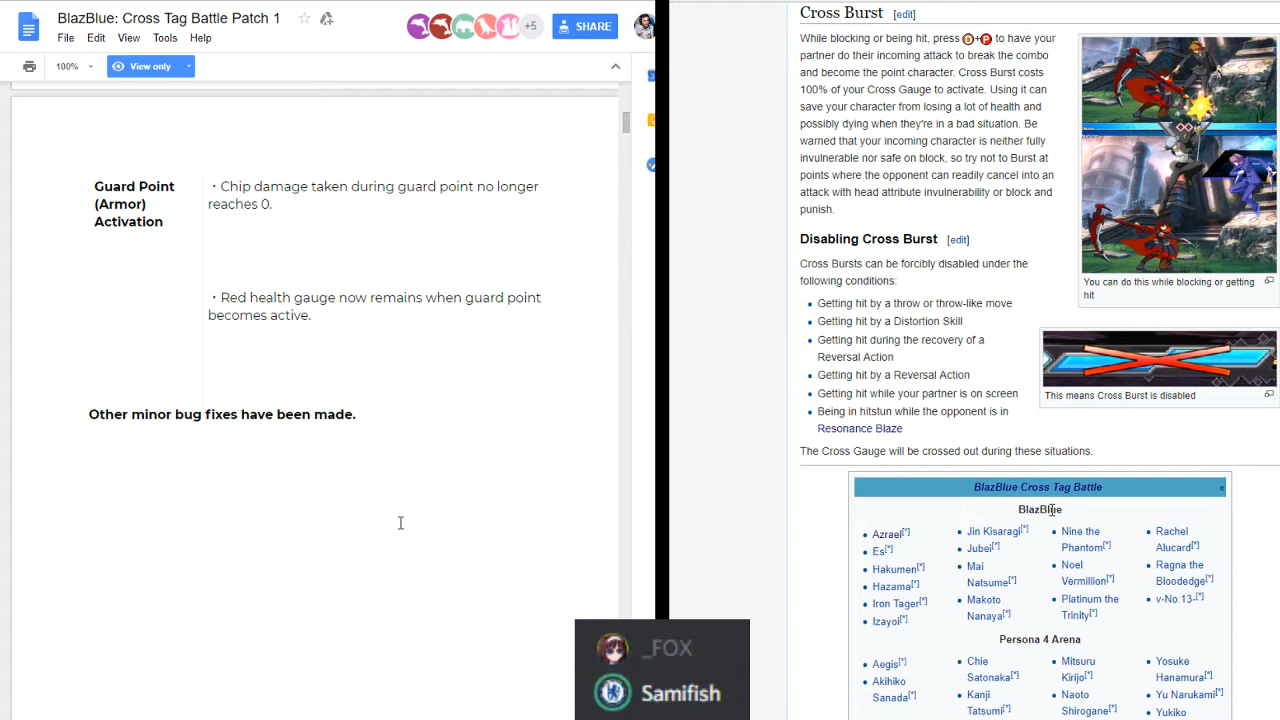 BlazBlue: Cross Tag Battle Patch 1
File Edit View Tools Help
+5
SHARE
100%
View only
Guard Point
(Armor)
Activation
・Chip damage taken during guard point no longer
reaches 0.
・Red health gauge now remains when guard point
becomes active.
Other minor bug fixes have been made.
_FOX
Samifish
Cross Burst [edit]
While blocking or being hit, press D+P to have your
partner do their incoming attack to break the combo
and become the point character. Cross Burst costs
100% of your Cross Gauge to activate. Using it can
save your character from losing a lot of health and
possibly dying when they're in a bad situation. Be
warned that your incoming character is neither fully
invulnerable nor safe on block, so try not to Burst at
points where the opponent can readily cancel into an
attack with head attribute invulnerability or block and
punish.
You can do this while blocking or getting
hit
Disabling Cross Burst [edit]
Cross Bursts can be forcibly disabled under the
following conditions:
Getting hit by a throw or throw-like move
Getting hit by a Distortion Skill
Getting hit during the recovery of a
Reversal Action
Getting hit by a Reversal Action
Getting hit while your partner is on screen
Being in hitstun while the opponent is in
Resonance Blaze
This means Cross Burst is disabled
The Cross Gauge will be crossed out during these situations.
BlazBlue Cross Tag Battle
BlazBlue
Azrael[*]
Es[*]
Hakumen[*]
Hazama[*]
Iron Tager[*]
Izayoi[*]
Jin Kisaragi[*]
Jubei[*]
Mai
Natsume[*]
Makoto
Nanaya[*]
Nine the
Phantom[*]
Noel
Vermillion[*]
Platinum the
Trinity[*]
Rachel
Alucard[*]
Ragna the
Bloodedge[*]
ν-No.13-[*]
Persona 4 Arena
Aegis[*]
Akihiko
Sanada[*]
Chie
Satonaka[*]
Kanji
Tatsumi[*]
Mitsuru
Kirijo[*]
Naoto
Shirogane[*]
Yosuke
Hanamura[*]
Yu Narukami[*]
Yukiko